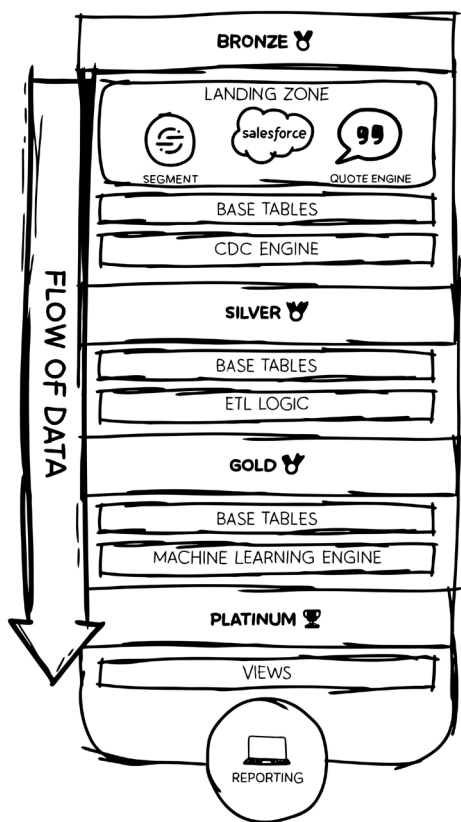 BRONZE
LANDING ZONE
salesforce
SEGMENT
QUOTE ENGINE
BASE TABLES
CDC ENGINE
FLOW OF DATA
SILVER
BASE TABLES
ETL LOGIC
GOLD
BASE TABLES
MACHINE LEARNING ENGINE
PLATINUM
VIEWS
REPORTING